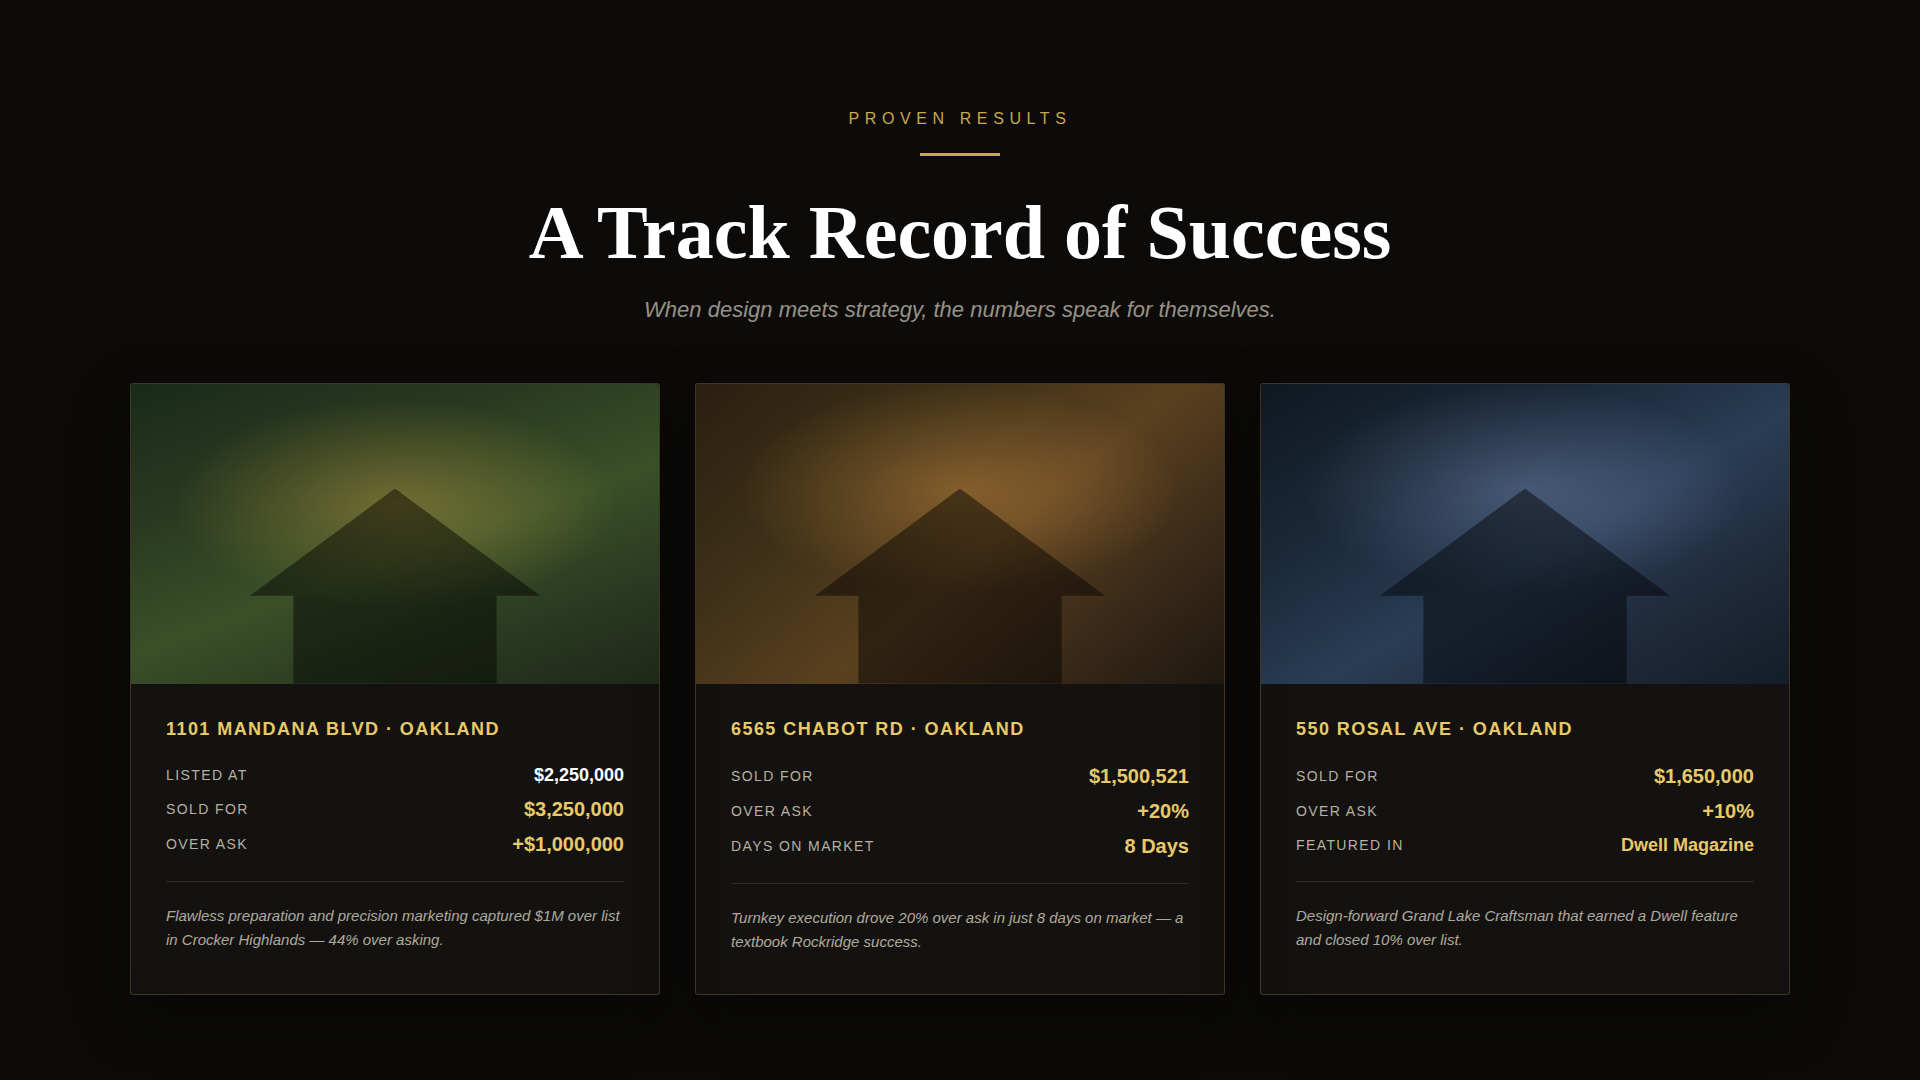 PROVEN RESULTS
A Track Record of Success
When design meets strategy, the numbers speak for themselves.
1101 MANDANA BLVD · OAKLAND
LISTED AT $2,250,000
SOLD FOR $3,250,000
OVER ASK +$1,000,000
Flawless preparation and precision marketing captured $1M over list
in Crocker Highlands — 44% over asking.
6565 CHABOT RD · OAKLAND
SOLD FOR $1,500,521
OVER ASK +20%
DAYS ON MARKET 8 Days
Turnkey execution drove 20% over ask in just 8 days on market — a
textbook Rockridge success.
550 ROSAL AVE · OAKLAND
SOLD FOR $1,650,000
OVER ASK +10%
FEATURED IN Dwell Magazine
Design-forward Grand Lake Craftsman that earned a Dwell feature
and closed 10% over list.